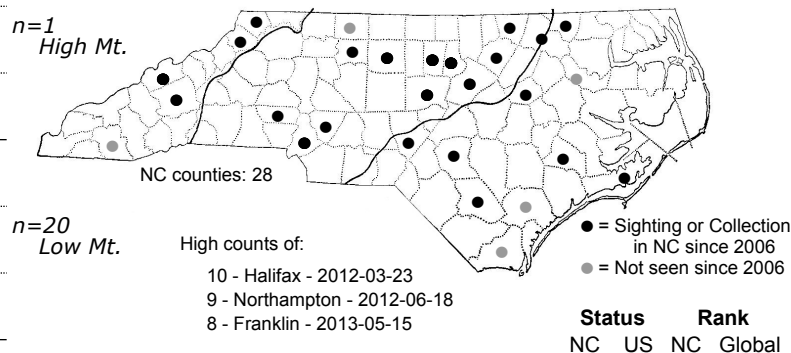 n=1
High Mt.
NC counties: 28
n=20
Low Mt.
High counts of:
10 - Halifax - 2012-03-23
9 - Northampton - 2012-06-18
8 - Franklin - 2013-05-15
= Sighting or Collection
in NC since 2006
= Not seen since 2006
Status Rank
NC US NC Global